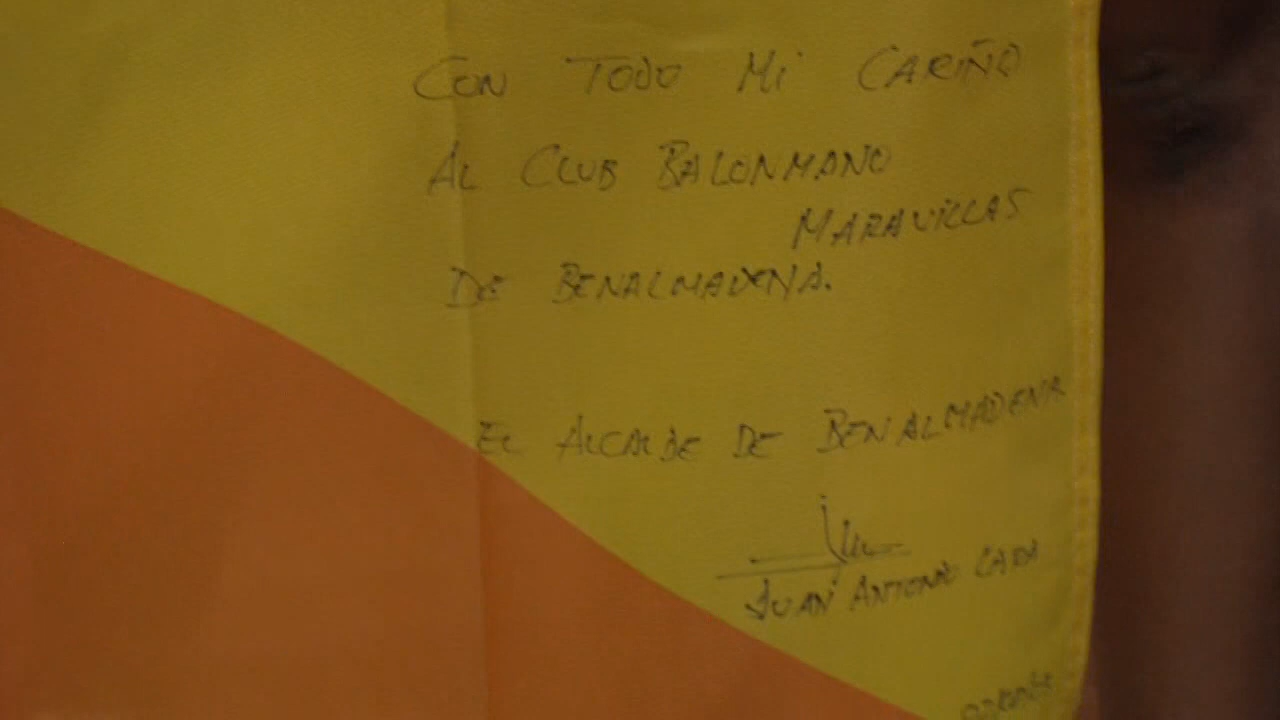 CON TODO Mi CARIÑO
AL CLUB BALONMANO
MARAVILLAS
DE BENALMADENA.
EL ALCALDE DE BENALMADENA
JUAN ANTONIO